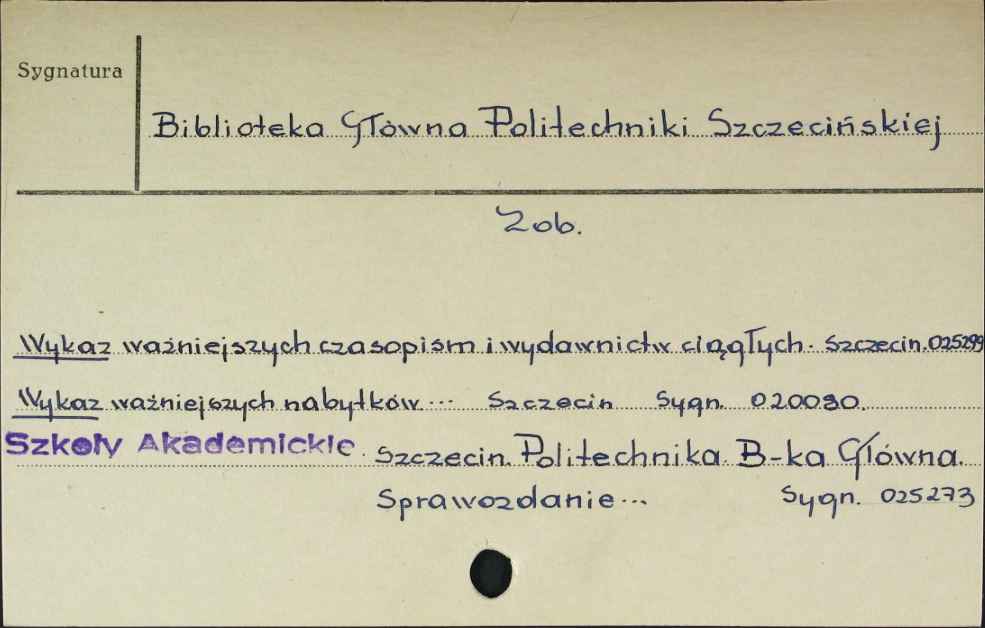 Sygnatura
Biblioteka Główna Politechniki Szczecińskiej
Zob.
Wykaz ważniejszych czasopism i wydawnictw ciągłych. Szczecin. 025299
Wykaz ważniejszych nabytków... Szczecin Sygn. 020080.
Szkoły Akademickie. Szczecin. Politechnika. B-ka Główna.
Sprawozdanie... Sygn. 025273